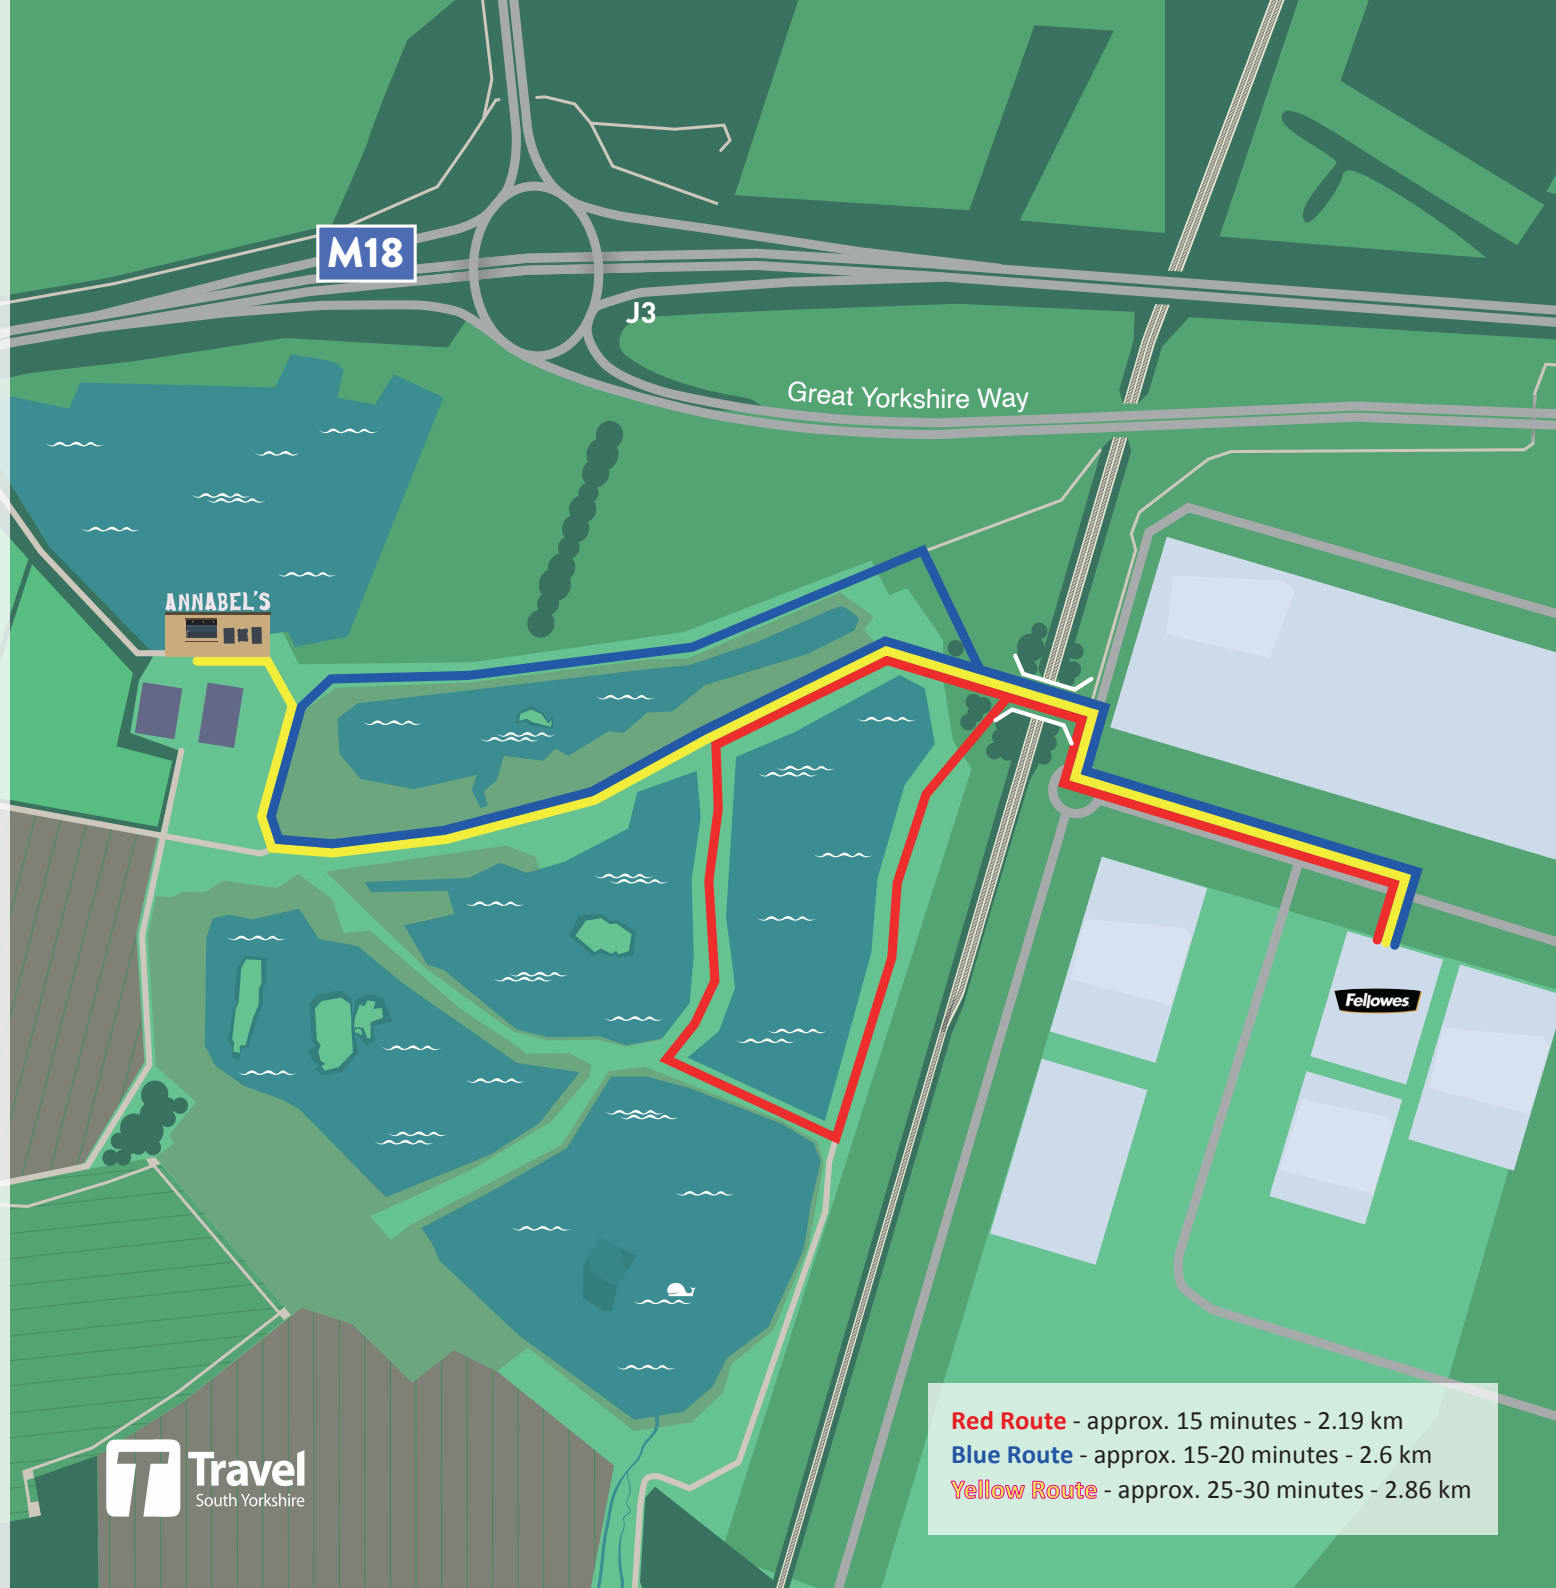 M18
J3
Great Yorkshire Way
ANNABEL'S
Fellowes
Red Route - approx. 15 minutes - 2.19 km
Blue Route - approx. 15-20 minutes - 2.6 km
Yellow Route - approx. 25-30 minutes - 2.86 km
T Travel
South Yorkshire